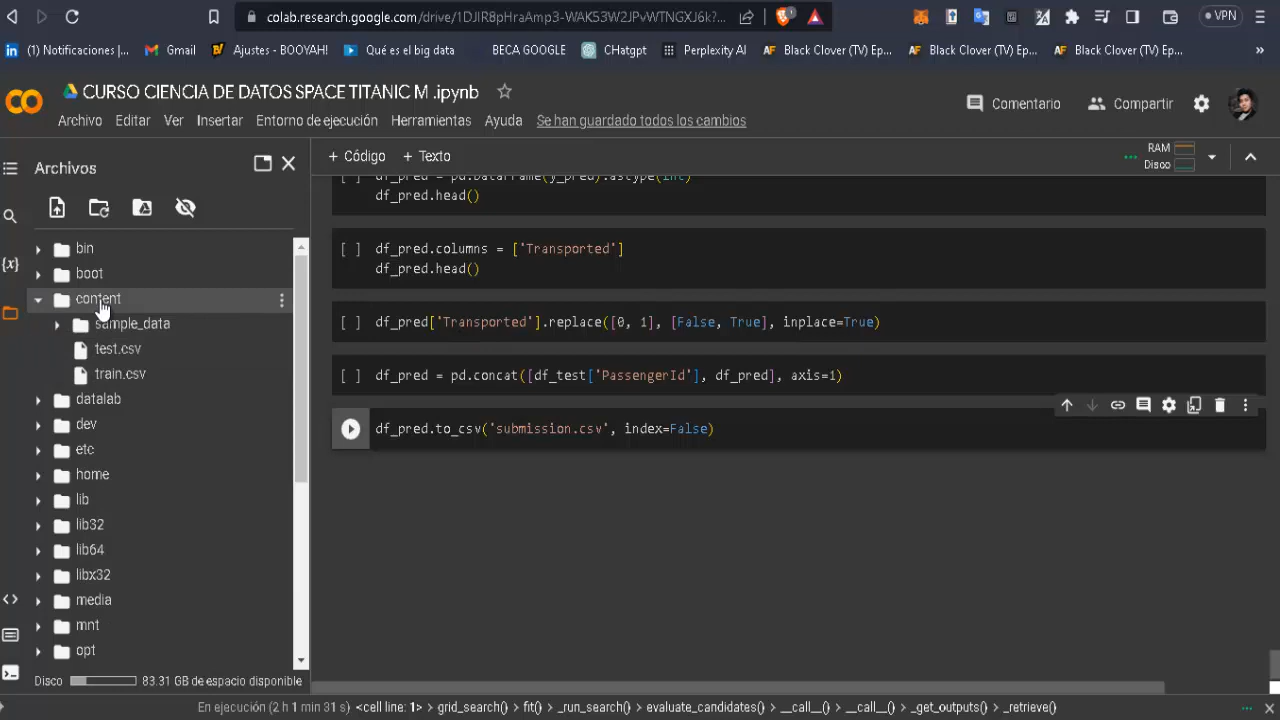 colab.research.google.com/drive/1DJIR8pHraAmp3-WAK53W2JPvWTNGXJ6k?...
VPN
(1) Notificaciones |...
Gmail
Ajustes - BOOYAH!
Qué es el big data
BECA GOOGLE
CHatgpt
Perplexity AI
Black Clover (TV) Ep...
Black Clover (TV) Ep...
Black Clover (TV) Ep...
CURSO CIENCIA DE DATOS SPACE TITANIC M .ipynb
Comentario
Compartir
Archivo Editar Ver Insertar Entorno de ejecución Herramientas Ayuda Se han guardado todos los cambios
Archivos
+ Código + Texto
RAM
Disco
bin
boot
content
sample_data
test.csv
train.csv
datalab
dev
etc
home
lib
lib32
lib64
libx32
media
mnt
opt
Disco 83.31 GB de espacio disponible
[ ] df_pred = pd.DataFrame(y_pred).astype(int)
df_pred.head()
[ ] df_pred.columns = ['Transported']
df_pred.head()
[ ] df_pred['Transported'].replace([0, 1], [False, True], inplace=True)
[ ] df_pred = pd.concat([df_test['PassengerId'], df_pred], axis=1)
df_pred.to_csv('submission.csv', index=False)
En ejecución (2 h 1 min 31 s) <cell line: 1> > grid_search() > fit() > _run_search() > evaluate_candidates() > __call__() > __call__() > _get_outputs() > _retrieve()